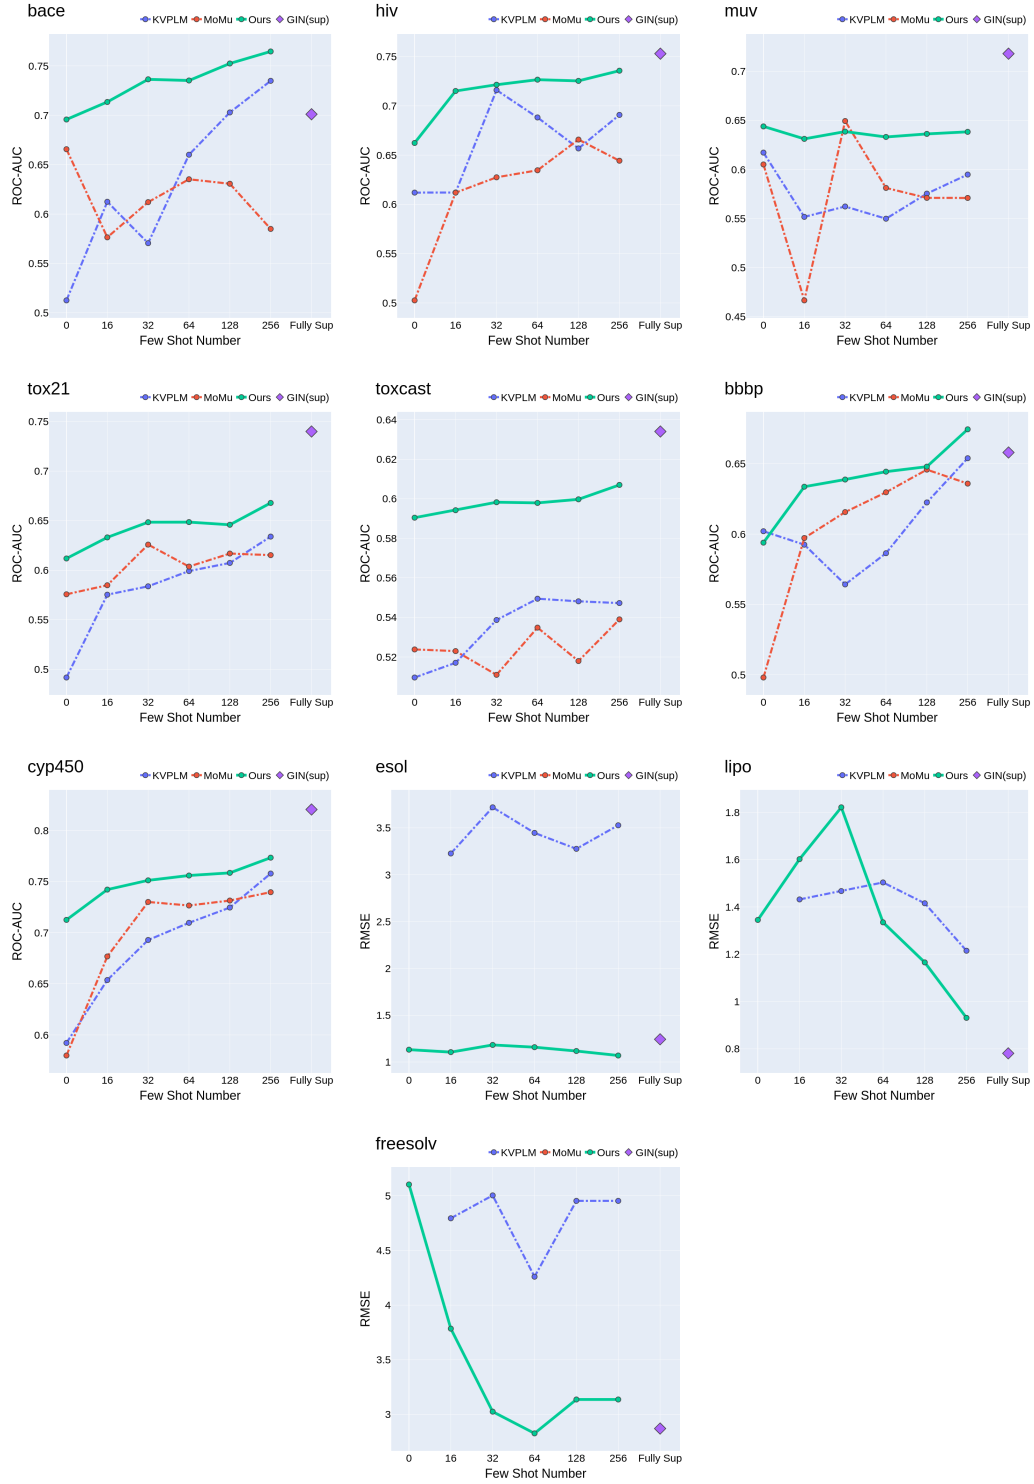 bace
KVPLM MoMu Ours GIN(sup)
0.75
0.7
0.65
0.6
0.55
0.5
ROC-AUC
0 16 32 64 128 256 Fully Sup
Few Shot Number
hiv
KVPLM MoMu Ours GIN(sup)
0.75
0.7
0.65
0.6
0.55
0.5
ROC-AUC
0 16 32 64 128 256 Fully Sup
Few Shot Number
muv
KVPLM MoMu Ours GIN(sup)
0.7
0.65
0.6
0.55
0.5
0.45
ROC-AUC
0 16 32 64 128 256 Fully Sup
Few Shot Number
tox21
KVPLM MoMu Ours GIN(sup)
0.75
0.7
0.65
0.6
0.55
0.5
ROC-AUC
0 16 32 64 128 256 Fully Sup
Few Shot Number
toxcast
KVPLM MoMu Ours GIN(sup)
0.64
0.62
0.6
0.58
0.56
0.54
0.52
ROC-AUC
0 16 32 64 128 256 Fully Sup
Few Shot Number
bbbp
KVPLM MoMu Ours GIN(sup)
0.65
0.6
0.55
0.5
ROC-AUC
0 16 32 64 128 256 Fully Sup
Few Shot Number
cyp450
KVPLM MoMu Ours GIN(sup)
0.8
0.75
0.7
0.65
0.6
ROC-AUC
0 16 32 64 128 256 Fully Sup
Few Shot Number
esol
KVPLM MoMu Ours GIN(sup)
3.5
3
2.5
2
1.5
1
RMSE
0 16 32 64 128 256 Fully Sup
Few Shot Number
lipo
KVPLM MoMu Ours GIN(sup)
1.8
1.6
1.4
1.2
1
0.8
RMSE
0 16 32 64 128 256 Fully Sup
Few Shot Number
freesolv
KVPLM MoMu Ours GIN(sup)
5
4.5
4
3.5
3
RMSE
0 16 32 64 128 256 Fully Sup
Few Shot Number